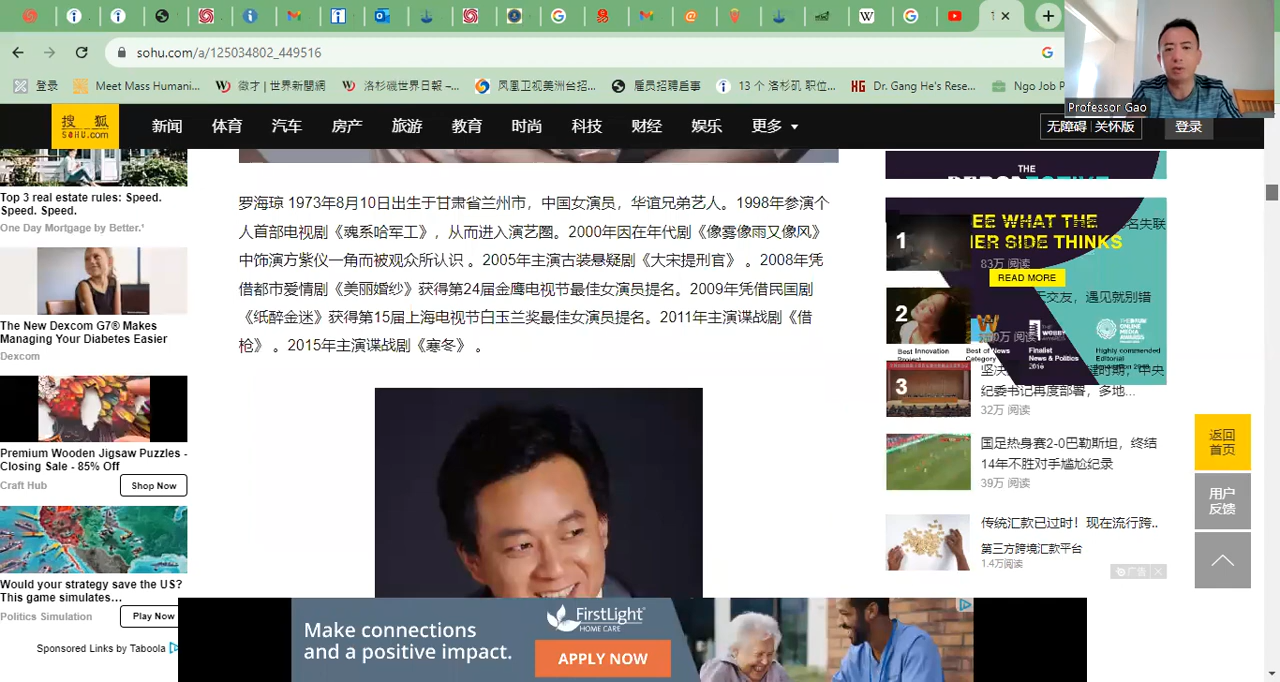 sohu.com/a/125034802_449516
登录
Meet Mass Humani...
徵才 | 世界新聞網
洛杉磯世界日報 –...
凤凰卫视美洲台招...
雇员招聘启事
13 个 洛杉矶 职位...
Dr. Gang He's Rese...
Ngo Job P
Professor Gao
搜 狐
SOHU.com
新闻
体育
汽车
房产
旅游
教育
时尚
科技
财经
娱乐
更多
无障碍
关怀版
登录
Top 3 real estate rules: Speed.
Speed. Speed.
One Day Mortgage by Better.¹
The New Dexcom G7® Makes
Managing Your Diabetes Easier
Dexcom
Premium Wooden Jigsaw Puzzles -
Closing Sale - 85% Off
Craft Hub
Shop Now
Would your strategy save the US?
This game simulates...
Politics Simulation
Play Now
Sponsored Links by Taboola
罗海琼 1973年8月10日出生于甘肃省兰州市，中国女演员，华谊兄弟艺人。1998年参演个
人首部电视剧《魂系哈军工》，从而进入演艺圈。2000年因在年代剧《像雾像雨又像风》
中饰演方紫仪一角而被观众所认识 。2005年主演古装悬疑剧《大宋提刑官》 。2008年凭
借都市爱情剧《美丽婚纱》获得第24届金鹰电视节最佳女演员提名。2009年凭借民国剧
《纸醉金迷》获得第15届上海电视节白玉兰奖最佳女演员提名。2011年主演谍战剧《借
枪》 。2015年主演谍战剧《寒冬》 。
THE
EE WHAT THE
IER SIDE THINKS
READ MORE
1
名失联
83万 阅读
2
天交友，遇见就别错
万 阅读
Best Innovation
Best of News
Category
Finalist
News & Politics
2016
Highly commended
Editorial
3
坚决
时期，中央
纪委书记再度部署，多地...
32万 阅读
国足热身赛2-0巴勒斯坦，终结
14年不胜对手尴尬纪录
39万 阅读
传统汇款已过时！现在流行跨..
第三方跨境汇款平台
1.4万阅读
广告
返回
首页
用户
反馈
Make connections
and a positive impact.
FirstLight
HOME CARE
APPLY NOW